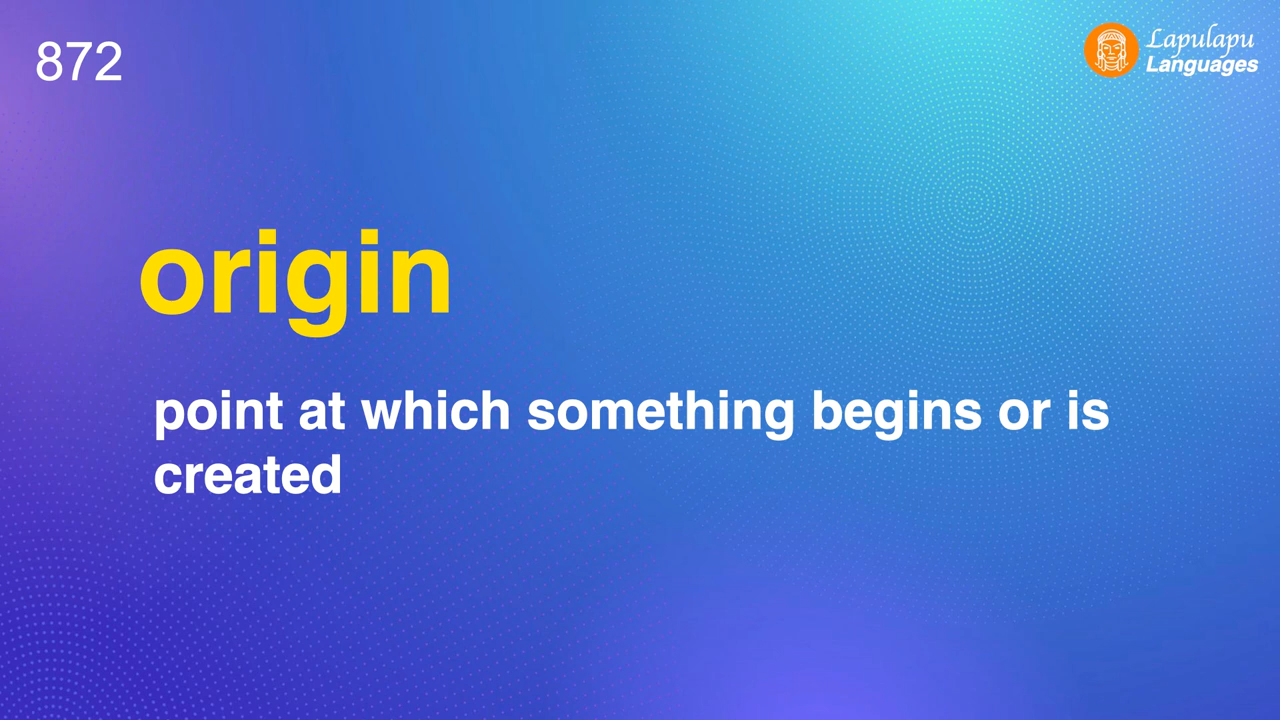 872
Lapulapu
Languages
origin
point at which something begins or is
created